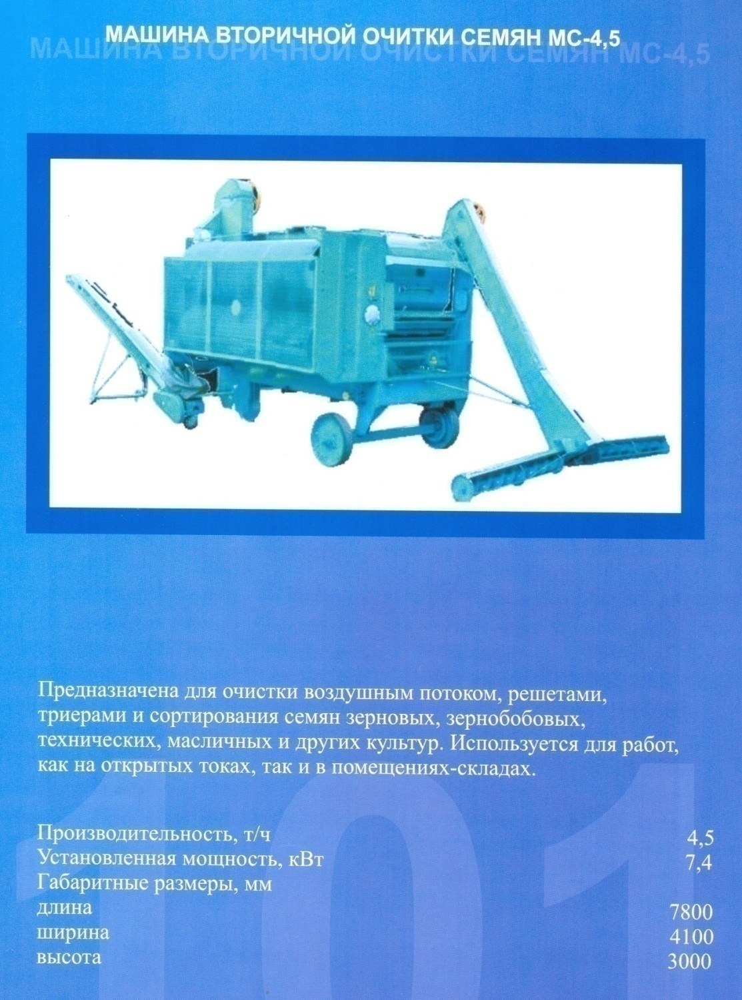 МАШИНА ВТОРИЧНОЙ ОЧИТКИ СЕМЯН МС-4,5
МАШИНА ВТОРИЧНОЙ ОЧИСТКИ СЕМЯН МС-4,5
Предназначена для очистки воздушным потоком, решетами,
триерами и сортирования семян зерновых, зернобобовых,
технических, масличных и других культур. Используется для работ,
как на открытых токах, так и в помещениях-складах.
Производительность, т/ч 4,5
Установленная мощность, кВт 7,4
Габаритные размеры, мм
длина 7800
ширина 4100
высота 3000
101